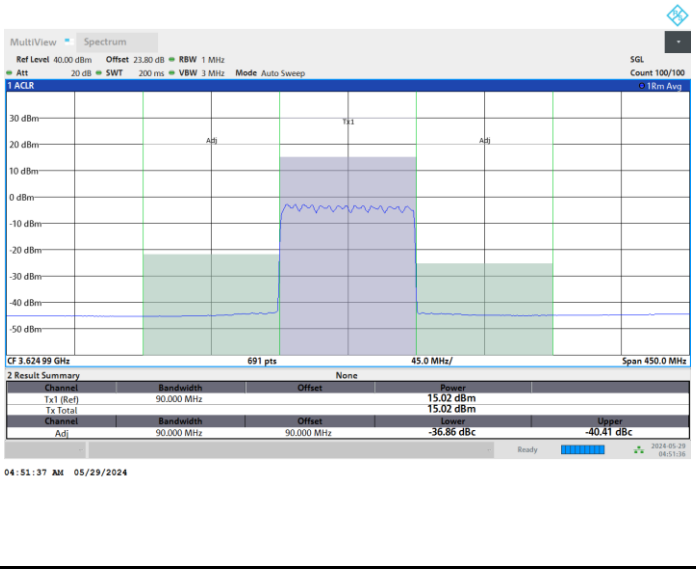 MultiView Spectrum
Ref Level 40.00 dBm Offset 23.80 dB RBW 1 MHz SGL
Att 20 dB SWT 200 ms VBW 3 MHz Mode Auto Sweep Count 100/100
1 ACLR 1Rm Avg
30 dBm
Tx1
20 dBm
Adj Adj
10 dBm
0 dBm
-10 dBm
-20 dBm
-30 dBm
-40 dBm
-50 dBm
CF 3.624 99 GHz 691 pts 45.0 MHz/ Span 450.0 MHz
2 Result Summary None
Channel Bandwidth Offset Power
Tx1 (Ref) 90.000 MHz 15.02 dBm
Tx Total 15.02 dBm
Channel Bandwidth Offset Lower Upper
Adj 90.000 MHz 90.000 MHz -36.86 dBc -40.41 dBc
Ready 2024-05-29
04:51:36
04:51:37 AM 05/29/2024